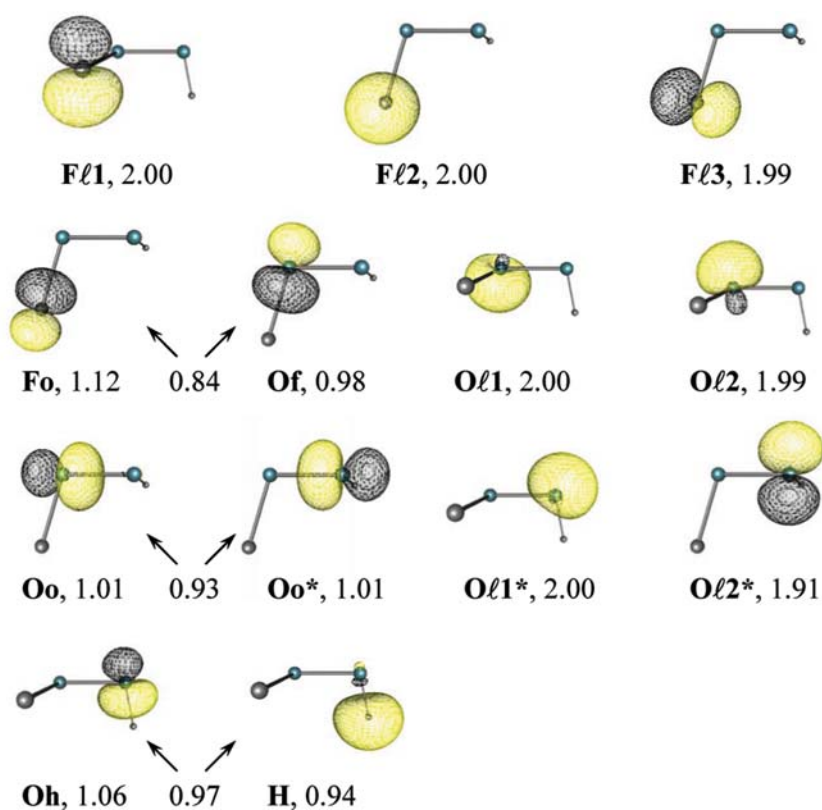 Fℓ1, 2.00 Fℓ2, 2.00 Fℓ3, 1.99
Fo, 1.12 0.84 Of, 0.98 Oℓ1, 2.00 Oℓ2, 1.99
Oo, 1.01 0.93 Oo*, 1.01 Oℓ1*, 2.00 Oℓ2*, 1.91
Oh, 1.06 0.97 H, 0.94